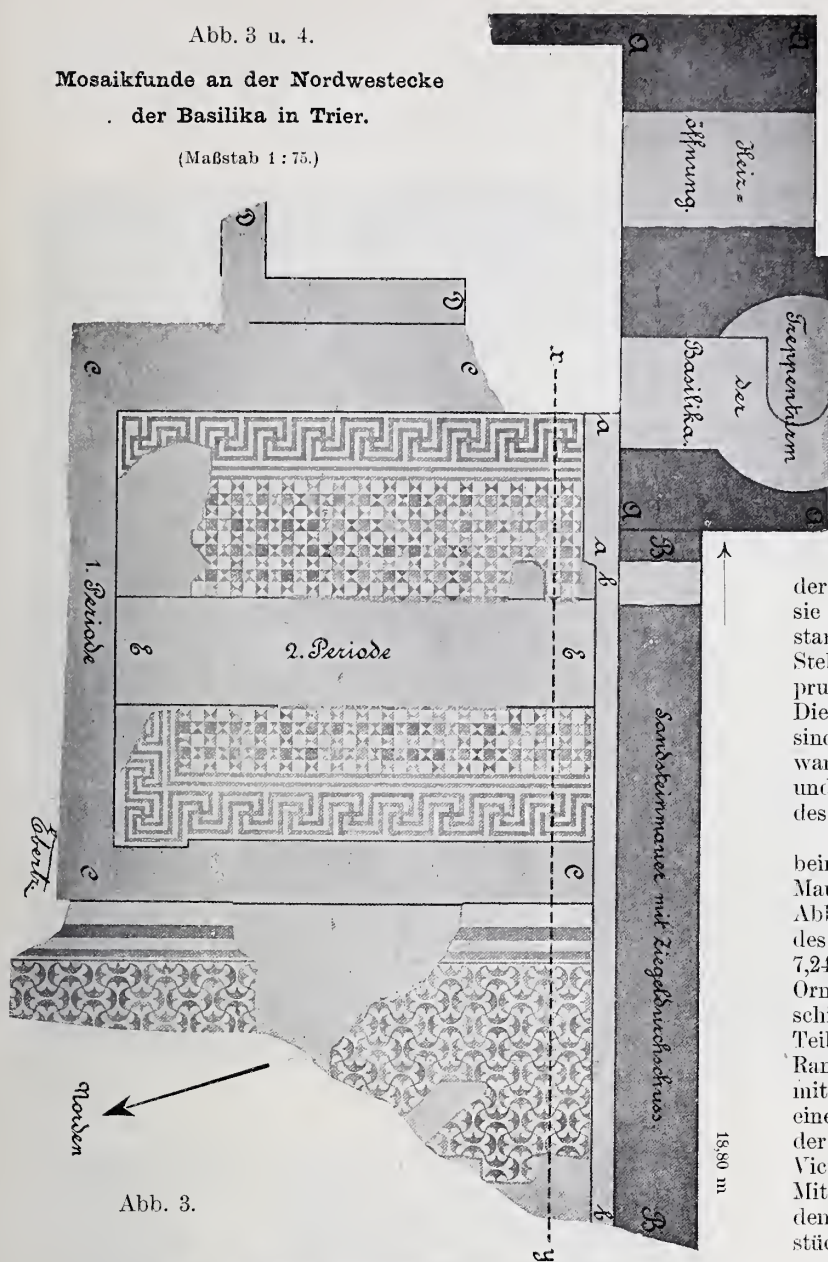 Abb. 3 u. 4.
Mosaikfunde an der Nordwestecke
der Basilika in Trier.
(Maßstab 1 : 75.)
A
A
Heiz=
öffnung.
Treppenturm
der
Basilika.
A
A
B
D
D
C
C
x
a
a
b
1. Periode
E
2. Periode
E
Sandsteinmauer mit Ziegeldurchschuss.
C
C
Ebertz
18,80 m
Norden
Abb. 3.
b
B
y
der
sie
star
Stel
pru
Die
sind
war
und
des
bein
Mau
Abb
des
7,24
Orn
schi
Teil
Ran
mit
eine
der
Vic
Mit
den
stüc